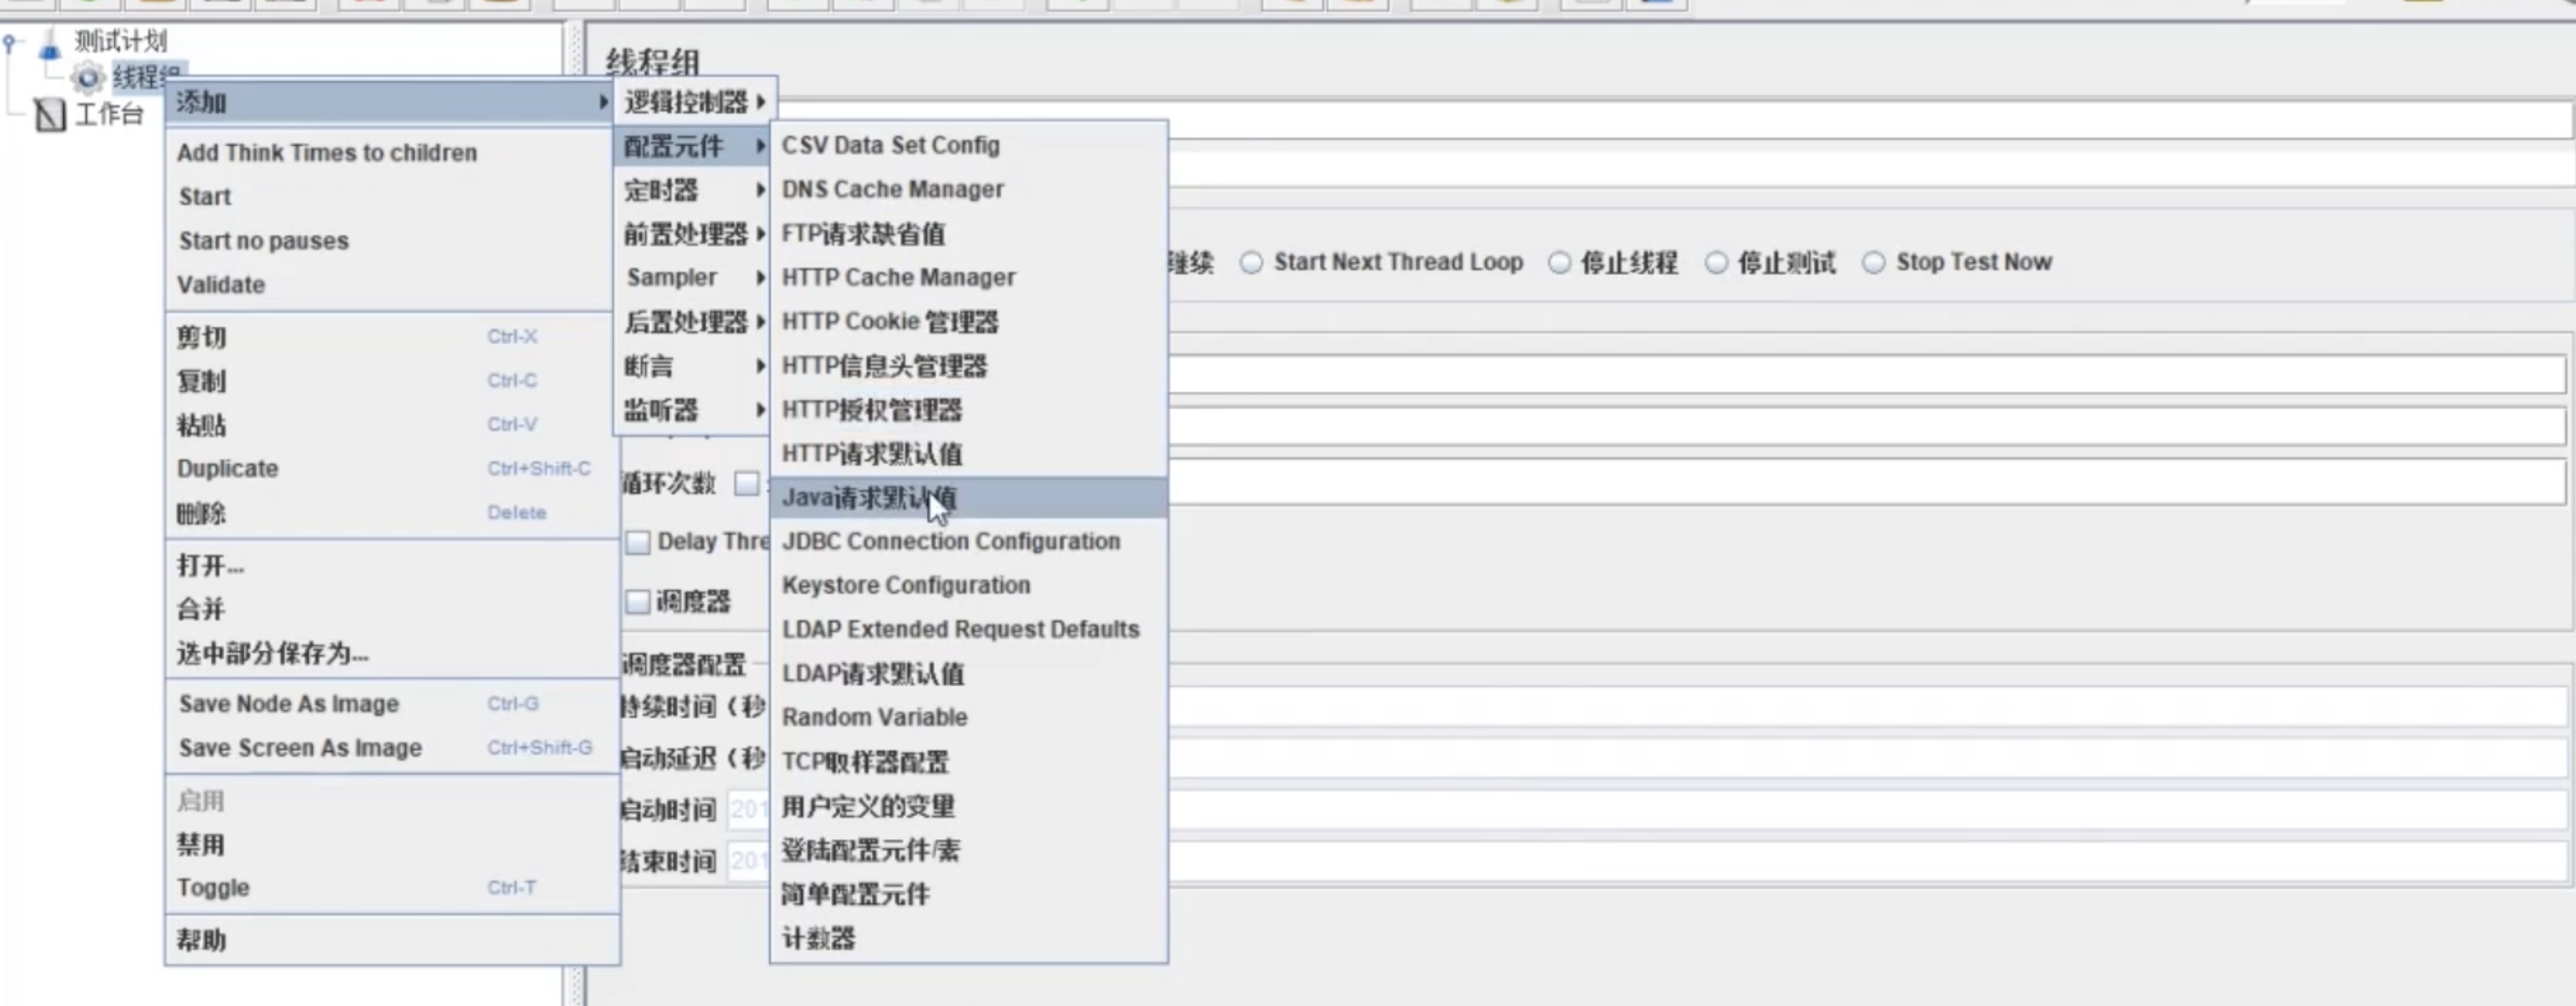 测试计划
线程组
工作台
添加
Add Think Times to children
Start
Start no pauses
Validate
剪切 Ctrl-X
复制 Ctrl-C
粘贴 Ctrl-V
Duplicate Ctrl+Shift-C
删除 Delete
打开...
合并
选中部分保存为...
Save Node As Image Ctrl-G
Save Screen As Image Ctrl+Shift-G
启用
禁用
Toggle Ctrl-T
帮助
逻辑控制器
配置元件
定时器
前置处理器
Sampler
后置处理器
断言
监听器
CSV Data Set Config
DNS Cache Manager
FTP请求缺省值
HTTP Cache Manager
HTTP Cookie 管理器
HTTP信息头管理器
HTTP授权管理器
HTTP请求默认值
Java请求默认值
JDBC Connection Configuration
Keystore Configuration
LDAP Extended Request Defaults
LDAP请求默认值
Random Variable
TCP取样器配置
用户定义的变量
登陆配置元件/素
简单配置元件
计数器
线程组
继续 Start Next Thread Loop 停止线程 停止测试 Stop Test Now
循环次数
Delay Thre
调度器
调度器配置
持续时间（秒
启动延迟（秒
启动时间 201
结束时间 201